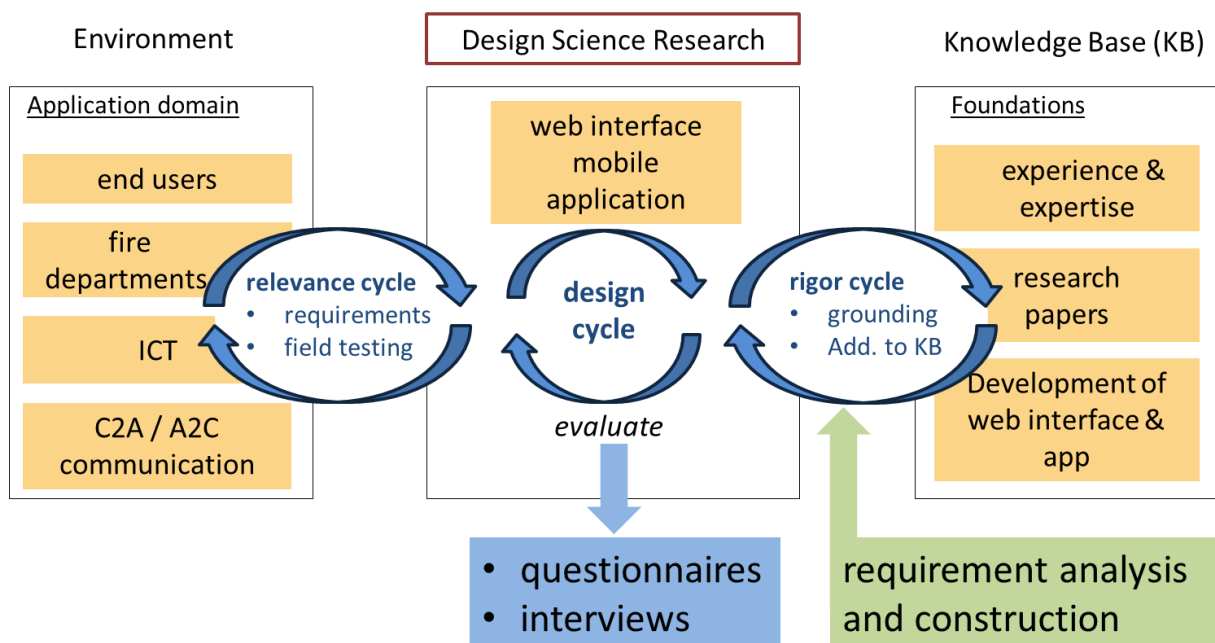 Environment
Design Science Research
Knowledge Base (KB)
Application domain
end users
fire
departments
ICT
C2A / A2C
communication
relevance cycle
• requirements
• field testing
web interface
mobile
application
design
cycle
evaluate
• questionnaires
• interviews
rigor cycle
• grounding
• Add. to KB
Foundations
experience &
expertise
research
papers
Development of
web interface &
app
requirement analysis
and construction